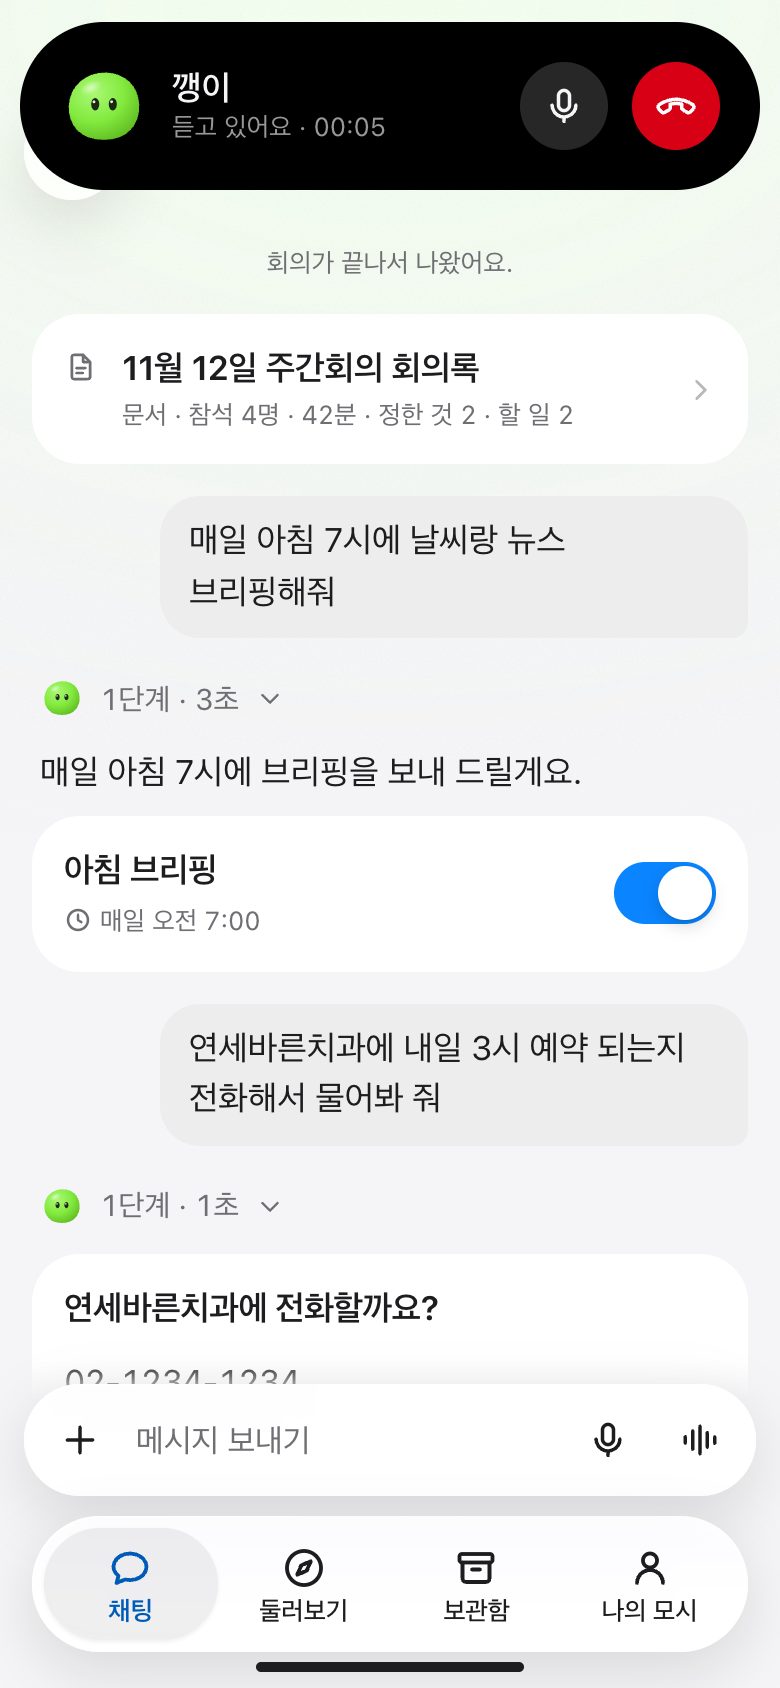 깽이
듣고 있어요 · 00:05
회의가 끝나서 나왔어요.
11월 12일 주간회의 회의록
문서 · 참석 4명 · 42분 · 정한 것 2 · 할 일 2
매일 아침 7시에 날씨랑 뉴스
브리핑해줘
1단계 · 3초
매일 아침 7시에 브리핑을 보내 드릴게요.
아침 브리핑
매일 오전 7:00
연세바른치과에 내일 3시 예약 되는지
전화해서 물어봐 줘
1단계 · 1초
연세바른치과에 전화할까요?
02-1234-1234
메시지 보내기
채팅
둘러보기
보관함
나의 모시